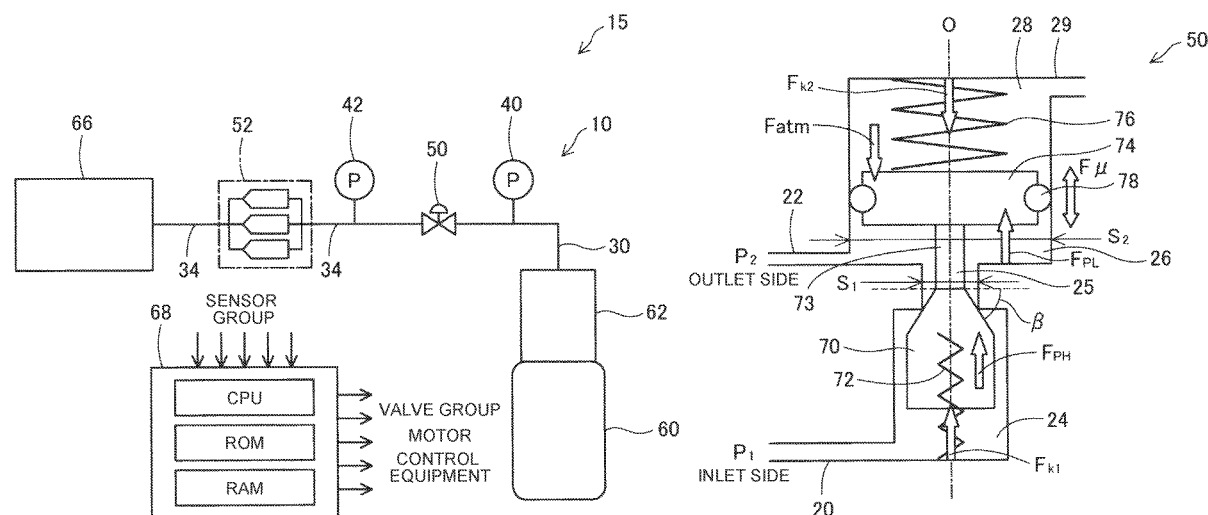 15
66
52
42
50
40
10
P
P
34
34
30
62
60
SENSOR
GROUP
68
CPU
ROM
RAM
VALVE GROUP
MOTOR
CONTROL
EQUIPMENT
O
28
29
50
Fk2
76
Fatm
74
Fμ
78
22
S2
P2
FPL
26
OUTLET SIDE
73
S1
25
β
70
FPH
72
24
P1
INLET SIDE
Fk1
20